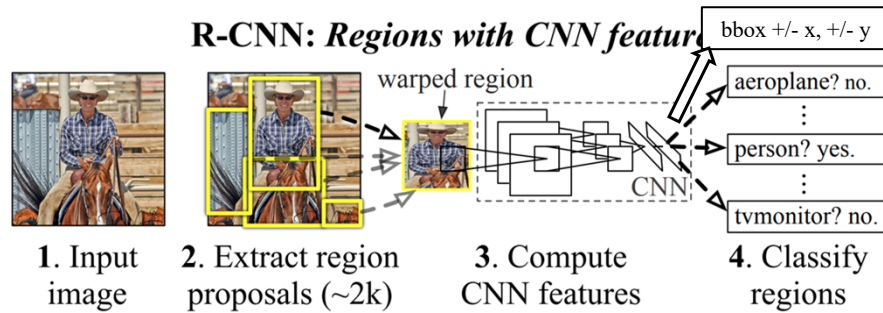 R-CNN: Regions with CNN feature
bbox +/- x, +/- y
warped region
aeroplane? no.
⋮
person? yes.
⋮
tvmonitor? no.
CNN
1. Input
image
2. Extract region
proposals (~2k)
3. Compute
CNN features
4. Classify
regions